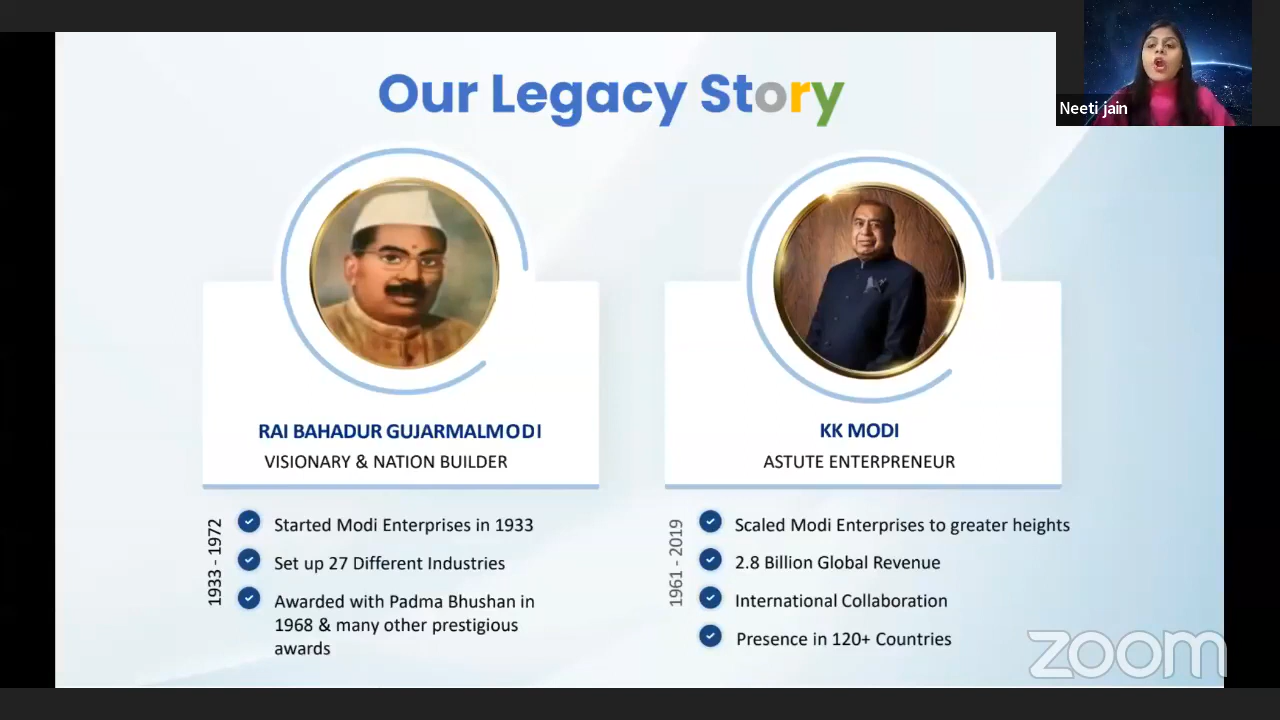 Our Legacy Story
Neeti jain
RAI BAHADUR GUJARMALMODI
VISIONARY & NATION BUILDER
1933 - 1972
Started Modi Enterprises in 1933
Set up 27 Different Industries
Awarded with Padma Bhushan in
1968 & many other prestigious
awards
KK MODI
ASTUTE ENTERPRENEUR
1961 - 2019
Scaled Modi Enterprises to greater heights
2.8 Billion Global Revenue
International Collaboration
Presence in 120+ Countries
zoom